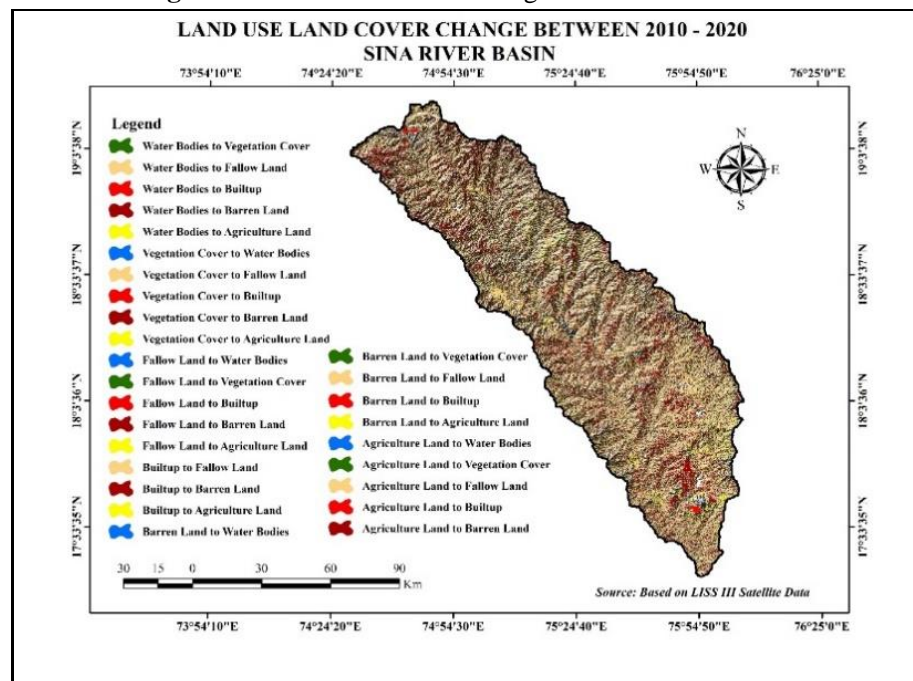 LAND USE LAND COVER CHANGE BETWEEN 2010 - 2020
SINA RIVER BASIN
73°54'10"E 74°24'20"E 74°54'30"E 75°24'40"E 75°54'50"E 76°25'0"E
19°3'38"N
18°33'37"N
18°3'36"N
17°33'35"N
Legend
Water Bodies to Vegetation Cover
Water Bodies to Fallow Land
Water Bodies to Builtup
Water Bodies to Barren Land
Water Bodies to Agriculture Land
Vegetation Cover to Water Bodies
Vegetation Cover to Fallow Land
Vegetation Cover to Builtup
Vegetation Cover to Barren Land
Vegetation Cover to Agriculture Land
Fallow Land to Water Bodies
Fallow Land to Vegetation Cover
Fallow Land to Builtup
Fallow Land to Barren Land
Fallow Land to Agriculture Land
Builtup to Fallow Land
Builtup to Barren Land
Builtup to Agriculture Land
Barren Land to Water Bodies
Barren Land to Vegetation Cover
Barren Land to Fallow Land
Barren Land to Builtup
Barren Land to Agriculture Land
Agriculture Land to Water Bodies
Agriculture Land to Vegetation Cover
Agriculture Land to Fallow Land
Agriculture Land to Builtup
Agriculture Land to Barren Land
N
W E
S
19°3'38"N
18°33'37"N
18°3'36"N
17°33'35"N
30 15 0 30 60 90
Km
Source: Based on LISS III Satellite Data
73°54'10"E 74°24'20"E 74°54'30"E 75°24'40"E 75°54'50"E 76°25'0"E